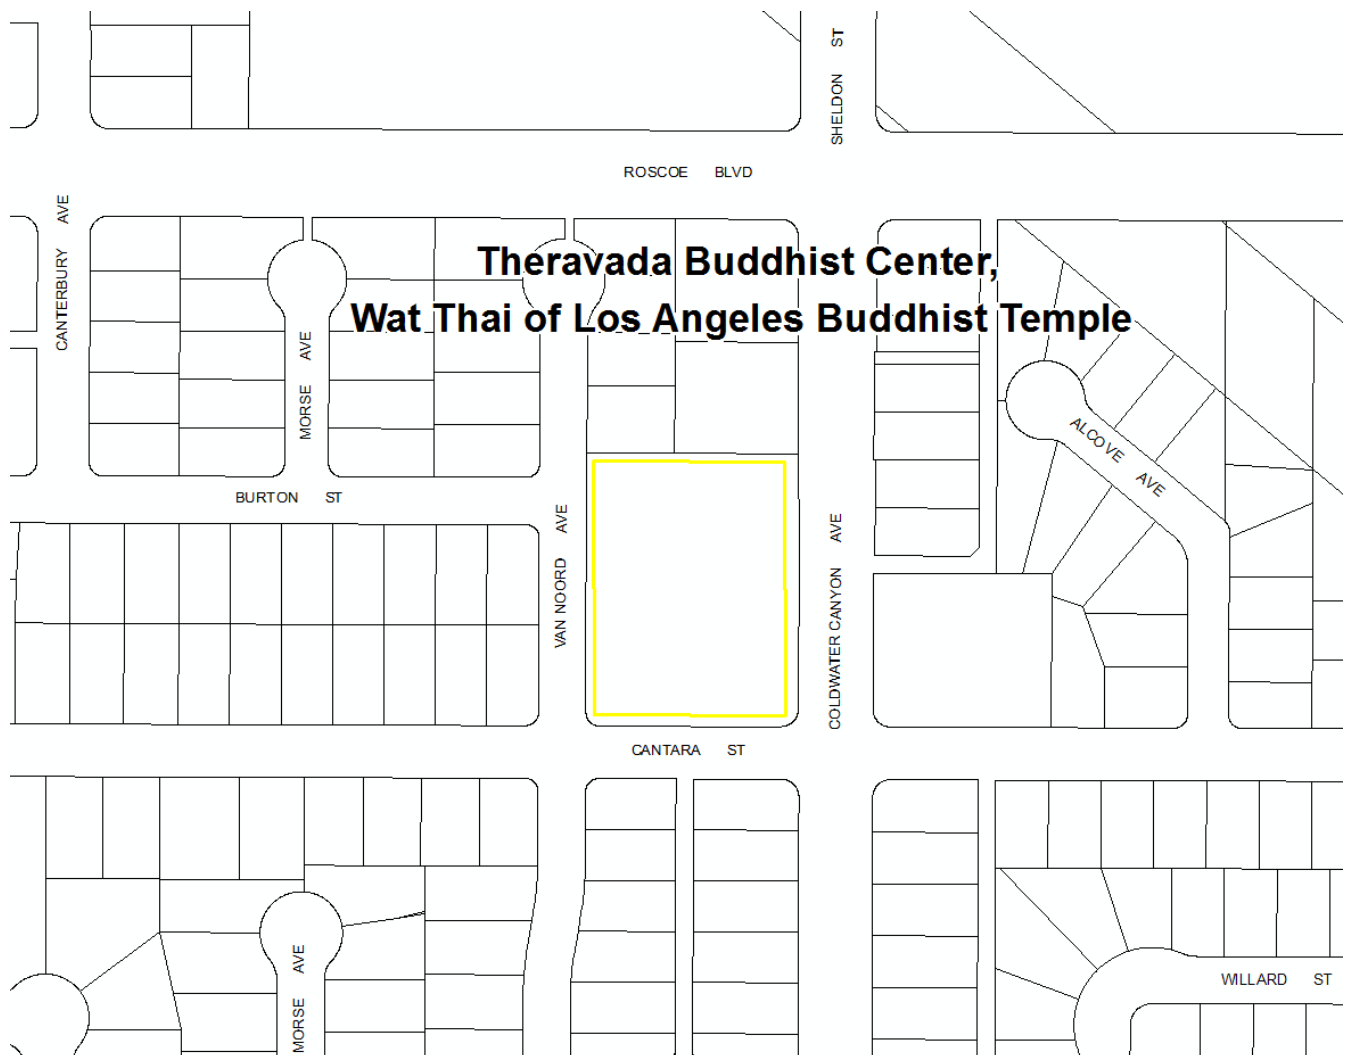 SHELDON ST
ROSCOE BLVD
CANTERBURY AVE
Theravada Buddhist Center,
Wat Thai of Los Angeles Buddhist Temple
MORSE AVE
ALCOVE AVE
BURTON ST
VAN NOORD AVE
COLDWATER CANYON AVE
CANTARA ST
MORSE AVE
WILLARD ST